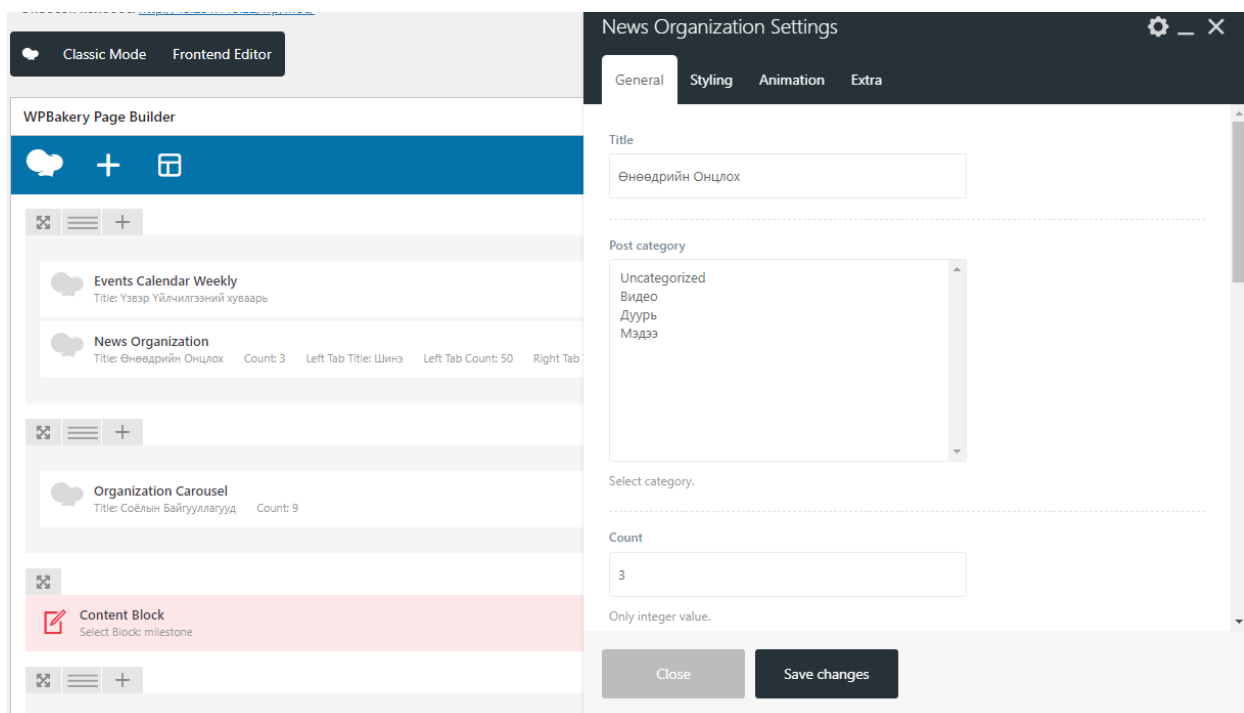 Classic Mode Frontend Editor
WPBakery Page Builder
Events Calendar Weekly
Title: Үзвэр Үйлчилгээний хуваарь
News Organization
Title: Өнөөдрийн Онцлох Count: 3 Left Tab Title: Шинэ Left Tab Count: 50 Right Tab
Organization Carousel
Title: Соёлын Байгууллагууд Count: 9
Content Block
Select Block: milestone
News Organization Settings
General Styling Animation Extra
Title
Өнөөдрийн Онцлох
Post category
Uncategorized
Видео
Дуурь
Мэдээ
Select category.
Count
3
Only integer value.
Close Save changes